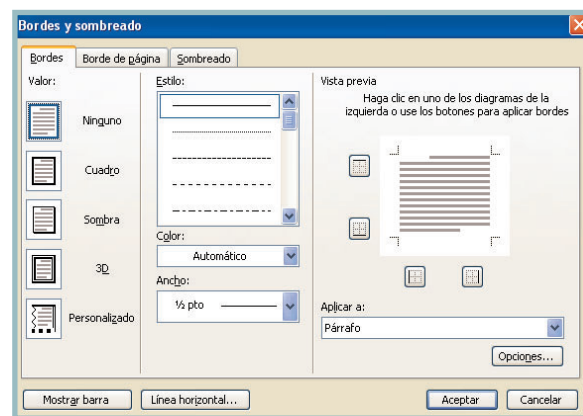 Bordes y sombreado
Bordes
Borde de página
Sombreado
Valor:
Ninguno
Cuadro
Sombra
3D
Personalizado
Estilo:
Color:
Automático
Ancho:
½ pto
Vista previa
Haga clic en uno de los diagramas de la
izquierda o use los botones para aplicar bordes
Aplicar a:
Párrafo
Opciones...
Mostrar barra
Línea horizontal...
Aceptar
Cancelar